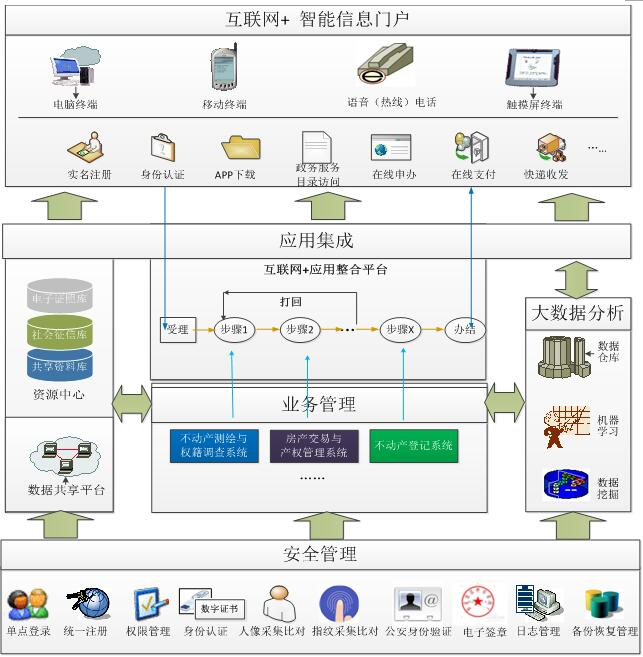 互联网+ 智能信息门户
电脑终端
移动终端
语音（热线）电话
触摸屏终端
实名注册
身份认证
APP下载
政务服务
目录访问
在线申办
在线支付
快递收发
……
应用集成
互联网+应用整合平台
打回
受理
步骤1
步骤2
…
步骤X
办结
电子证照库
社会征信库
共享资料库
资源中心
数据共享平台
业务管理
不动产测绘与
权籍调查系统
房产交易与
产权管理系统
不动产登记系统
……
大数据分析
数据
仓库
机器
学习
数据
挖掘
安全管理
单点登录
统一注册
权限管理
数字证书
身份认证
人像采集比对
指纹采集比对
公安身份验证
电子签章
日志管理
备份恢复管理